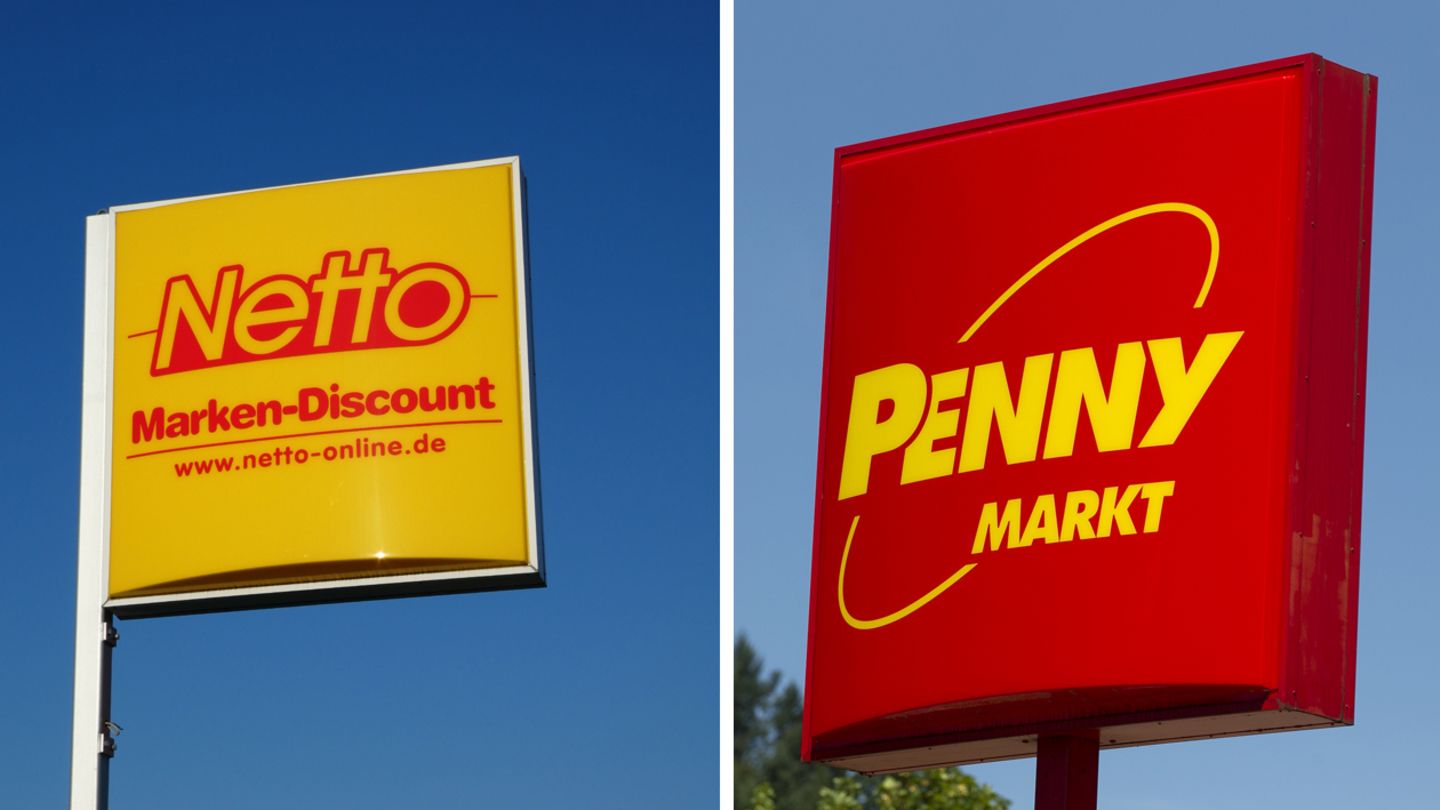 Netto
Marken-Discount
www.netto-online.de
PENNY
MARKT